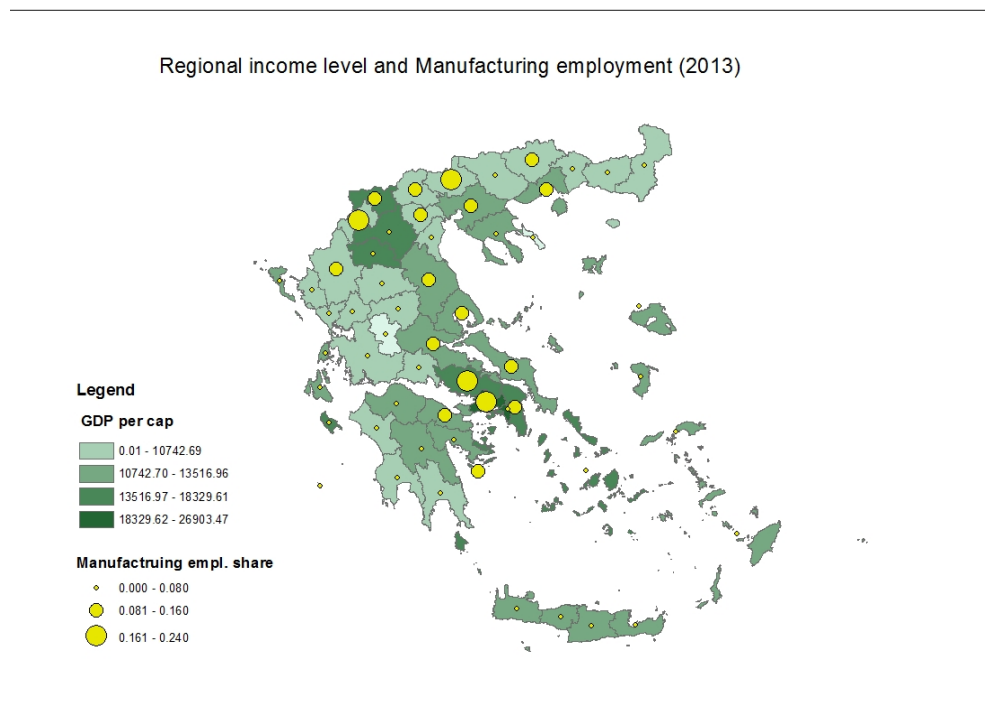 Regional income level and Manufacturing employment (2013)
Legend
GDP per cap
0.01 - 10742.69
10742.70 - 13516.96
13516.97 - 18329.61
18329.62 - 26903.47
Manufactruing empl. share
0.000 - 0.080
0.081 - 0.160
0.161 - 0.240